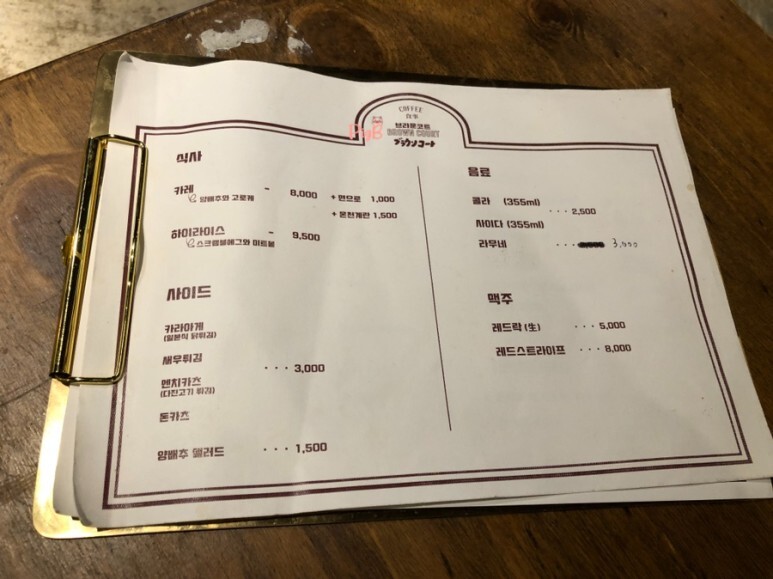 COFFEE
브라운코트
BROWN COURT
ブラウンコート
식사
카레 - 8,000 +면으로 1,000
양배추와 고로케
+온천계란 1,500
하이라이스 - 9,500
스크램블에그와 미트볼
사이드
카라아게
(일본식 닭튀김)
새우튀김
··· 3,000
멘치카츠
(다진고기 튀김)
돈카츠
양배추 샐러드 ··· 1,500
음료
콜라 (355ml)
··· 2,500
사이다 (355ml)
라무네 ··· 3,000
맥주
레드락 (生) ··· 5,000
레드스트라이프 ··· 8,000